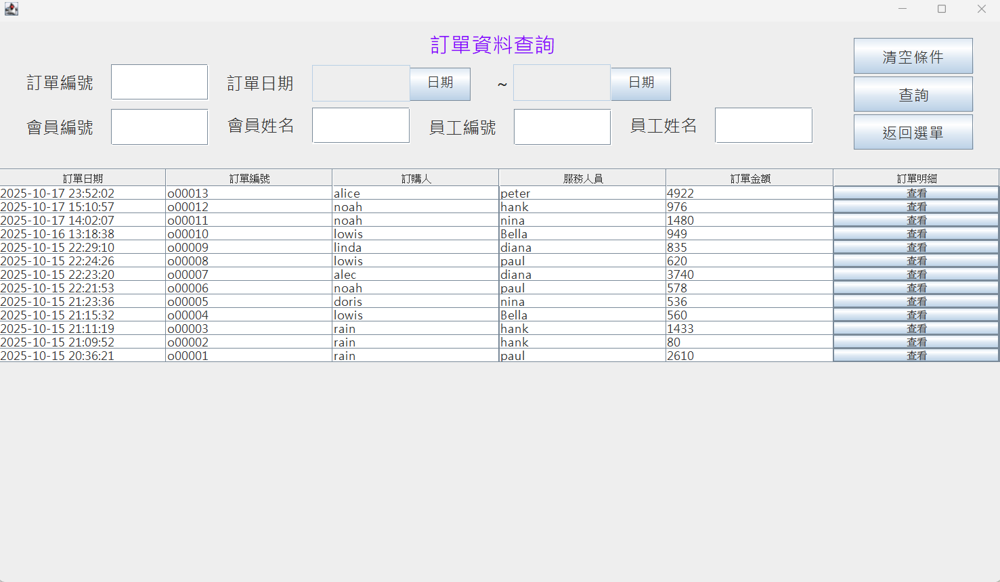 訂單資料查詢
清空條件
訂單編號 訂單日期 日期 ~ 日期
查詢
會員編號 會員姓名 員工編號 員工姓名
返回選單
訂單日期 訂單編號 訂購人 服務人員 訂單金額 訂單明細
2025-10-17 23:52:02 o00013 alice peter 4922 查看
2025-10-17 15:10:57 o00012 noah hank 976 查看
2025-10-17 14:02:07 o00011 noah nina 1480 查看
2025-10-16 13:18:38 o00010 lowis Bella 949 查看
2025-10-15 22:29:10 o00009 linda diana 835 查看
2025-10-15 22:24:26 o00008 lowis paul 620 查看
2025-10-15 22:23:20 o00007 alec diana 3740 查看
2025-10-15 22:21:53 o00006 noah paul 578 查看
2025-10-15 21:23:36 o00005 doris nina 536 查看
2025-10-15 21:15:32 o00004 lowis Bella 560 查看
2025-10-15 21:11:19 o00003 rain hank 1433 查看
2025-10-15 21:09:52 o00002 rain hank 80 查看
2025-10-15 20:36:21 o00001 rain paul 2610 查看